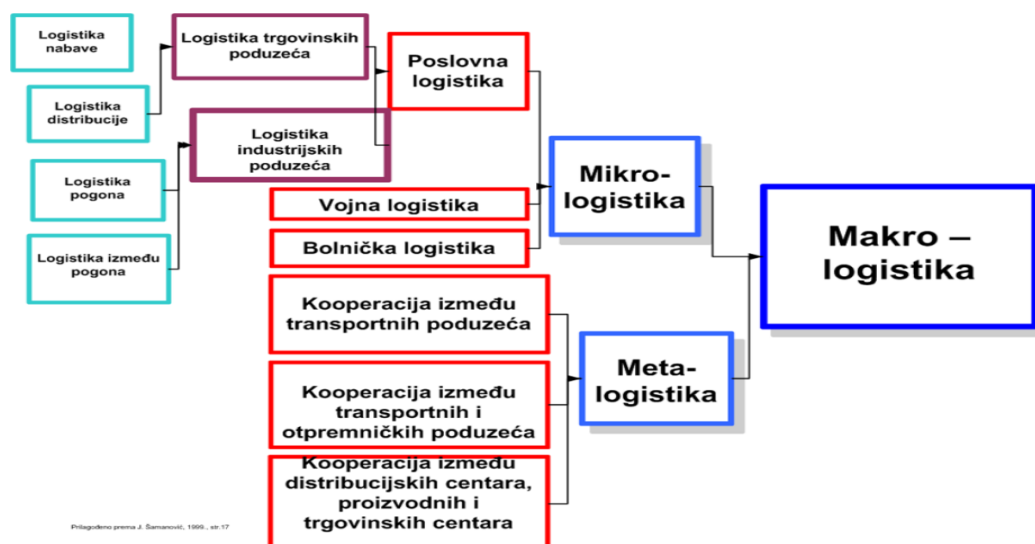 Logistika
nabave
Logistika trgovinskih
poduzeća
Poslovna
logistika
Logistika
distribucije
Logistika
industrijskih
poduzeća
Logistika
pogona
Logistika između
pogona
Vojna logistika
Bolnička logistika
Mikro-
logistika
Makro –
logistika
Kooperacija između
transportnih poduzeća
Kooperacija između
transportnih i
otpremničkih poduzeća
Kooperacija između
distribucijskih centara,
proizvodnih i
trgovinskih centara
Meta-
logistika
Prilagođeno prema J. Šamanović, 1999., str.17